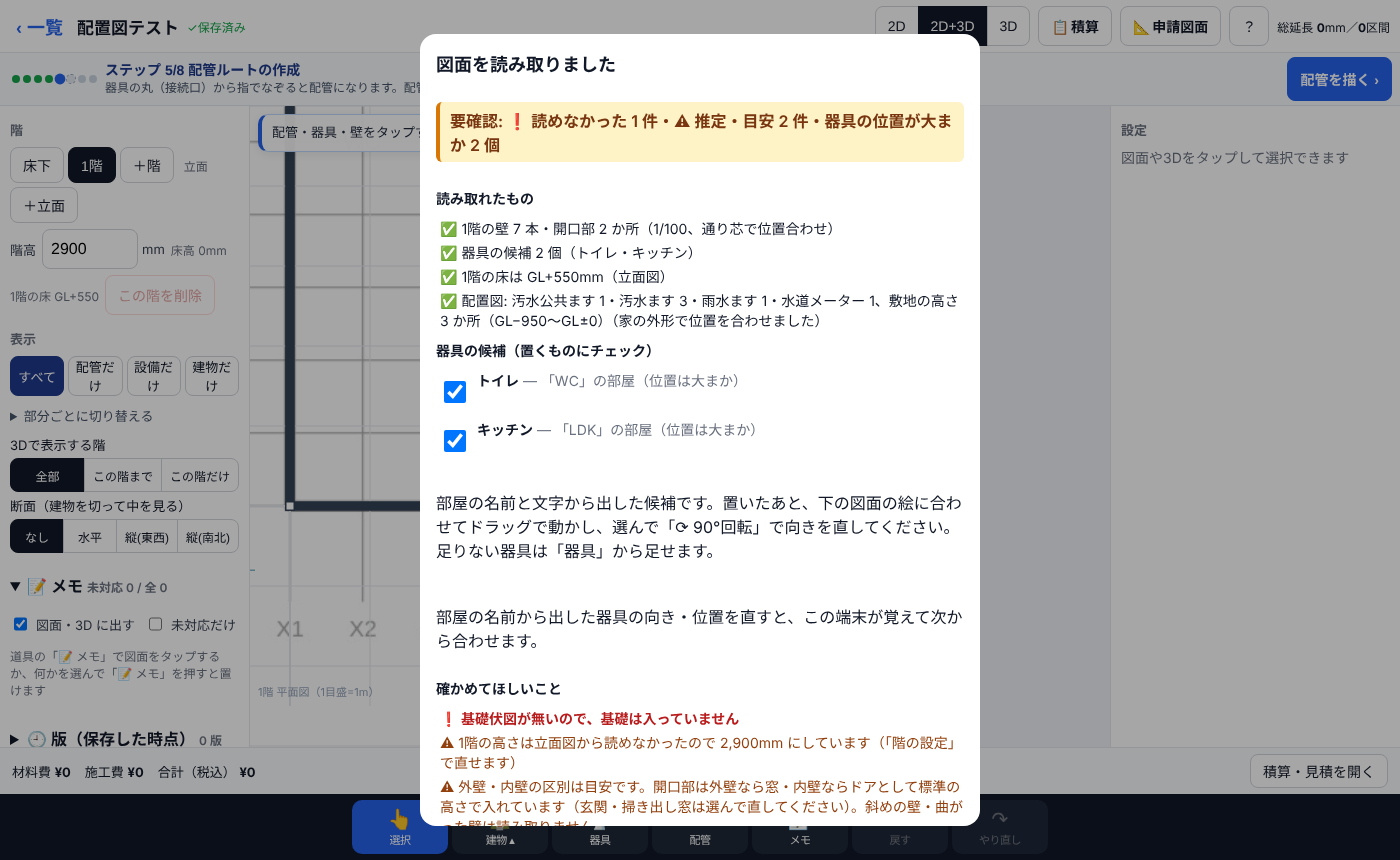 ‹ 一覧 配置図テスト ✓保存済み
2D 2D+3D 3D 📋積算 📐申請図面 ? 総延長 0mm／0区間
ステップ 5/8 配管ルートの作成
器具の丸（接続口）から指でなぞると配管になります。配管
配管を描く ›
階
床下 1階 ＋階 立面
＋立面
階高 2900 mm 床高 0mm
1階の床 GL+550 この階を削除
表示
すべて 配管だけ 設備だけ 建物だけ
▶ 部分ごとに切り替える
3Dで表示する階
全部 この階まで この階だけ
断面（建物を切って中を見る）
なし 水平 縦(東西) 縦(南北)
▼ 📝 メモ 未対応 0 / 全 0
図面・3D に出す 未対応だけ
道具の「📝 メモ」で図面をタップする
か、何かを選んで「📝 メモ」を押すと置
けます
▶ 🕘 版（保存した時点） 0 版
配管・器具・壁をタップ
X1 X2
1階 平面図（1目盛=1m）
図面を読み取りました
要確認: ❗ 読めなかった 1 件・⚠ 推定・目安 2 件・器具の位置が大ま
か 2 個
読み取れたもの
✅ 1階の壁 7 本・開口部 2 か所（1/100、通り芯で位置合わせ）
✅ 器具の候補 2 個（トイレ・キッチン）
✅ 1階の床は GL+550mm（立面図）
✅ 配置図: 汚水公共ます 1・汚水ます 3・雨水ます 1・水道メーター 1、敷地の高さ
3 か所（GL−950〜GL±0）（家の外形で位置を合わせました）
器具の候補（置くものにチェック）
トイレ — 「WC」の部屋（位置は大まか）
キッチン — 「LDK」の部屋（位置は大まか）
部屋の名前と文字から出した候補です。置いたあと、下の図面の絵に合わ
せてドラッグで動かし、選んで「⟳ 90°回転」で向きを直してください。
足りない器具は「器具」から足せます。
部屋の名前から出した器具の向き・位置を直すと、この端末が覚えて次か
ら合わせます。
確かめてほしいこと
❗ 基礎伏図が無いので、基礎は入っていません
⚠ 1階の高さは立面図から読めなかったので 2,900mm にしています（「階の設定」
で直せます）
⚠ 外壁・内壁の区別は目安です。開口部は外壁なら窓・内壁ならドアとして標準の
高さで入れています（玄関・掃き出し窓は選んで直してください）。斜めの壁・曲が
った壁は読み取りません
設定
図面や3Dをタップして選択できます
材料費 ¥0 施工費 ¥0 合計（税込） ¥0
積算・見積を開く
選択 建物▲ 器具 配管 メモ 戻す やり直し